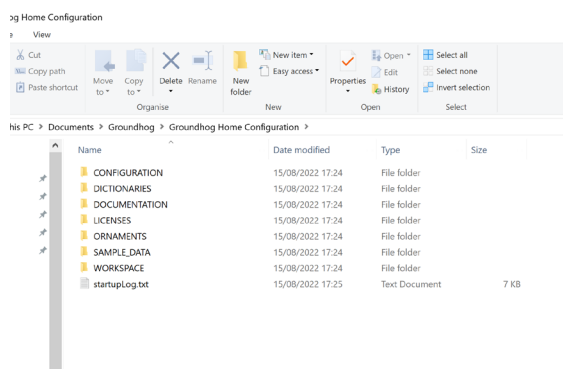 og Home Configuration
View
Cut
Copy path
Paste shortcut
Move to
Copy to
Delete
Rename
New folder
New item
Easy access
Properties
Open
Edit
History
Select all
Select none
Invert selection
Organise
New
Open
Select
his PC > Documents > Groundhog > Groundhog Home Configuration >
Name Date modified Type Size
CONFIGURATION 15/08/2022 17:24 File folder
DICTIONARIES 15/08/2022 17:24 File folder
DOCUMENTATION 15/08/2022 17:24 File folder
LICENSES 15/08/2022 17:24 File folder
ORNAMENTS 15/08/2022 17:24 File folder
SAMPLE_DATA 15/08/2022 17:24 File folder
WORKSPACE 15/08/2022 17:24 File folder
startupLog.txt 15/08/2022 17:25 Text Document 7 KB